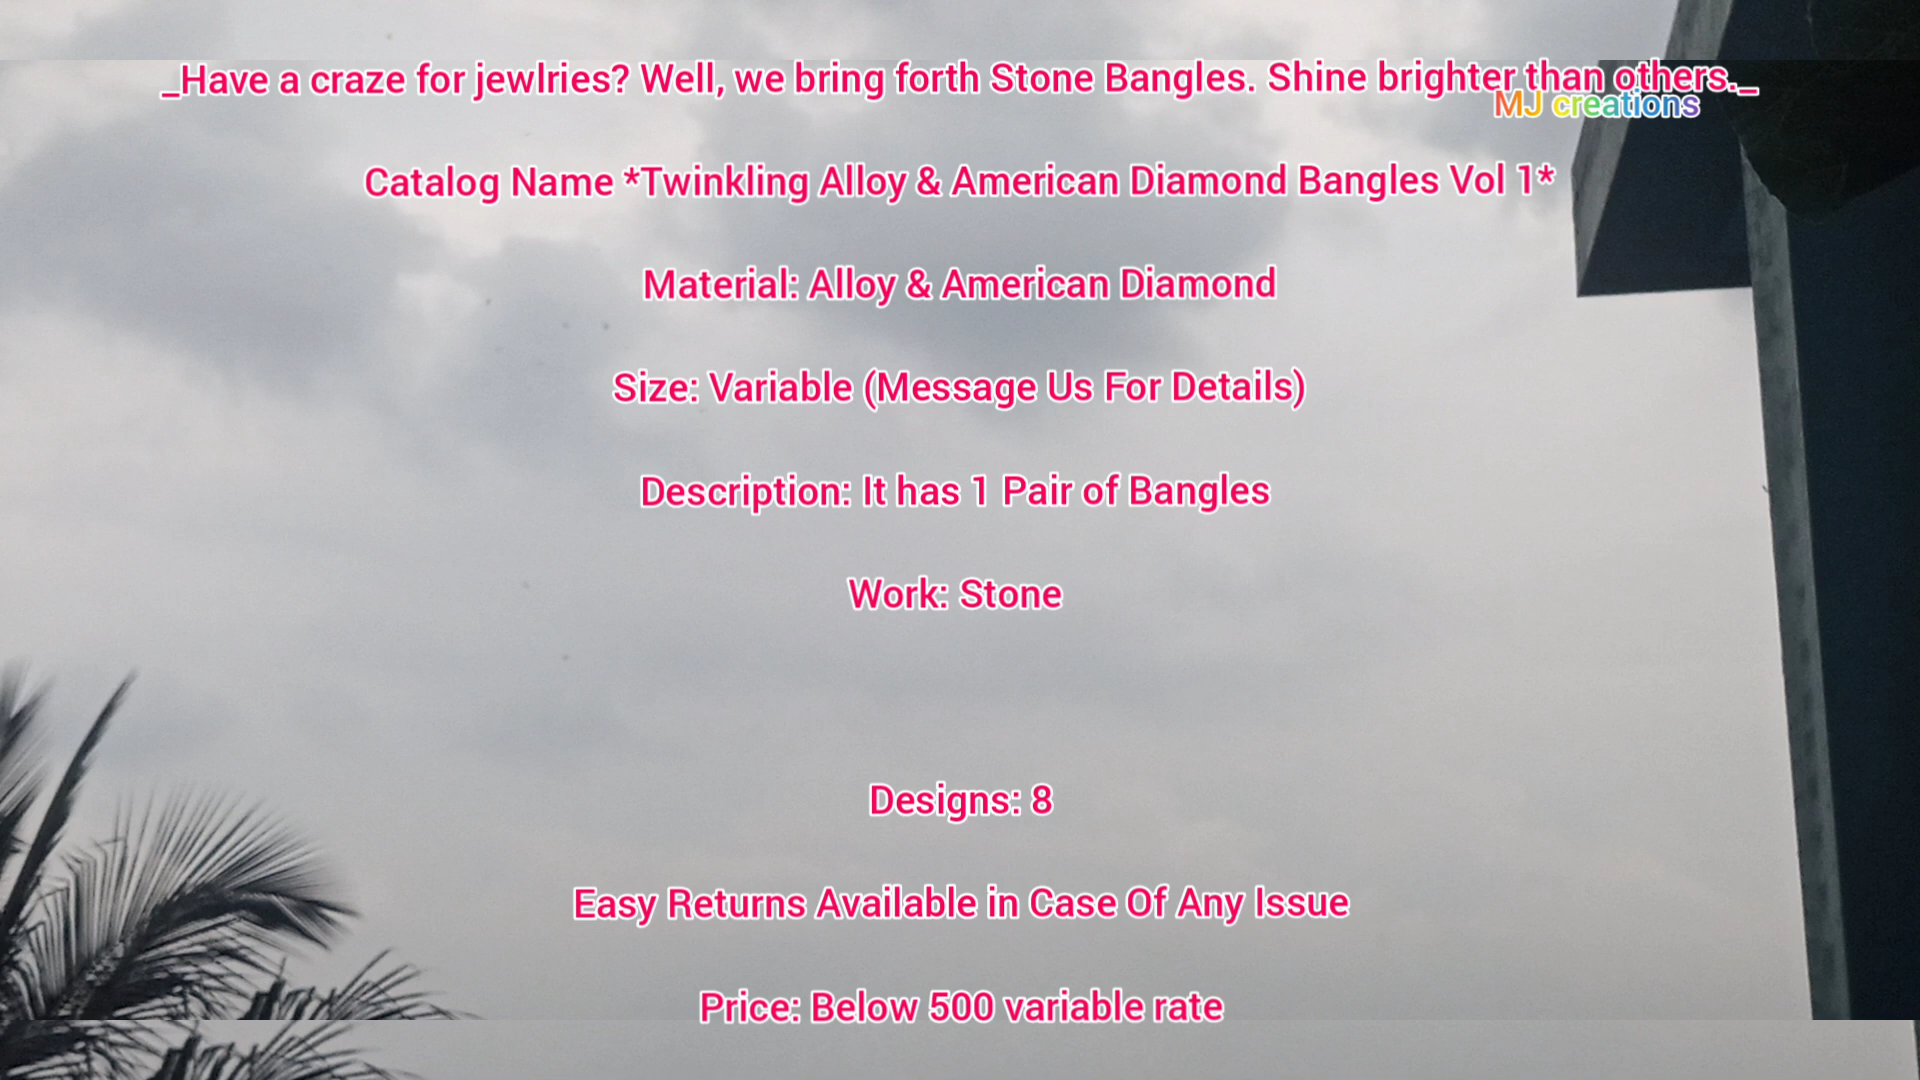 _Have a craze for jewlries? Well, we bring forth Stone Bangles. Shine brighter than others._
MJ creations
Catalog Name *Twinkling Alloy & American Diamond Bangles Vol 1*
Material: Alloy & American Diamond
Size: Variable (Message Us For Details)
Description: It has 1 Pair of Bangles
Work: Stone
Designs: 8
Easy Returns Available in Case Of Any Issue
Price: Below 500 variable rate